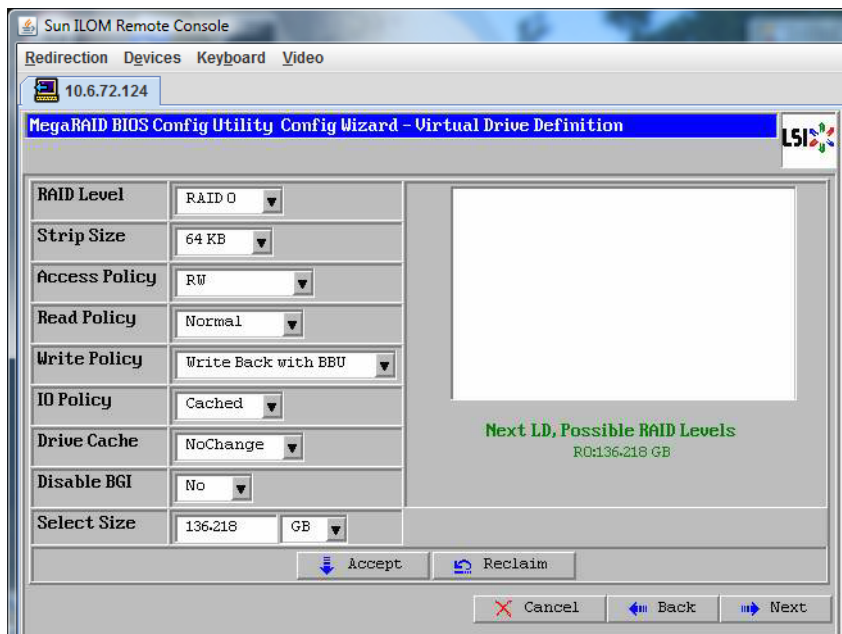 Sun ILOM Remote Console
Redirection Devices Keyboard Video
10.6.72.124
MegaRAID BIOS Config Utility Config Wizard - Virtual Drive Definition
LSI
RAID Level RAID 0
Strip Size 64 KB
Access Policy RW
Read Policy Normal
Write Policy Write Back with BBU
IO Policy Cached
Drive Cache NoChange
Disable BGI No
Select Size 136.218 GB
Next LD, Possible RAID Levels
R0:136.218 GB
Accept Reclaim
Cancel Back Next